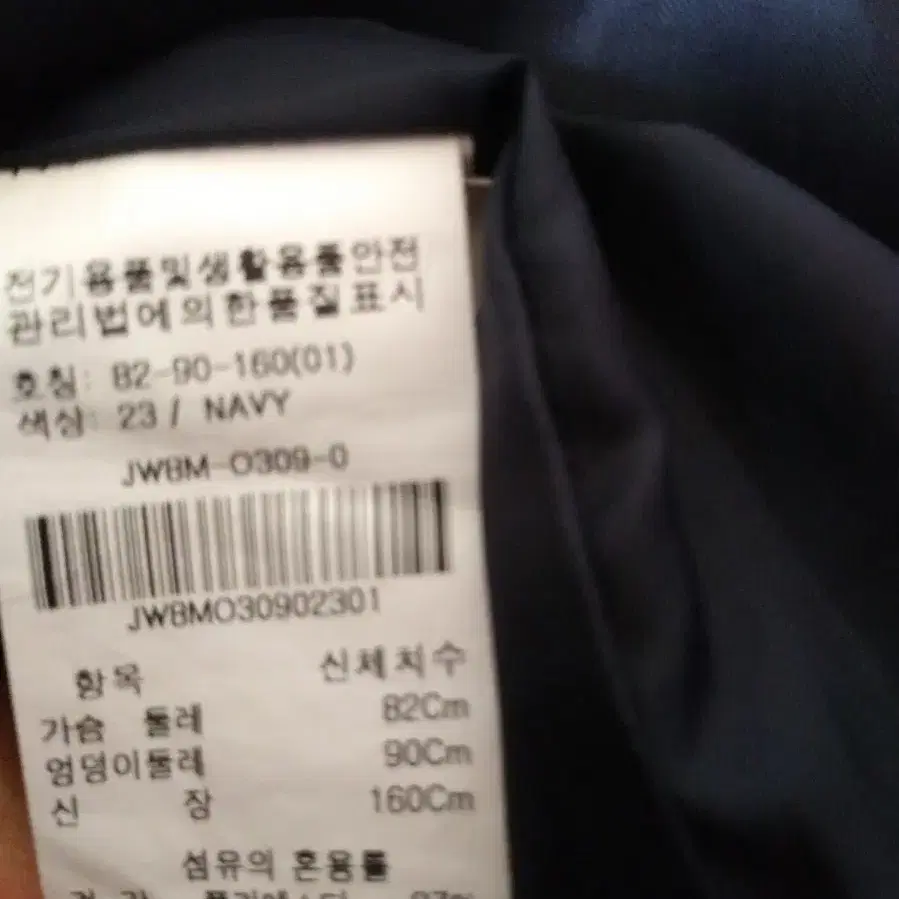 전기용품및생활용품안전
관리법에의한품질표시
호칭: 82-90-160(01)
색상: 23 / NAVY
JW8M-O309-0
JW8MO30902301
항목 신체치수
가슴 둘레 82Cm
엉덩이둘레 90Cm
신 장 160Cm
섬유의 혼용률